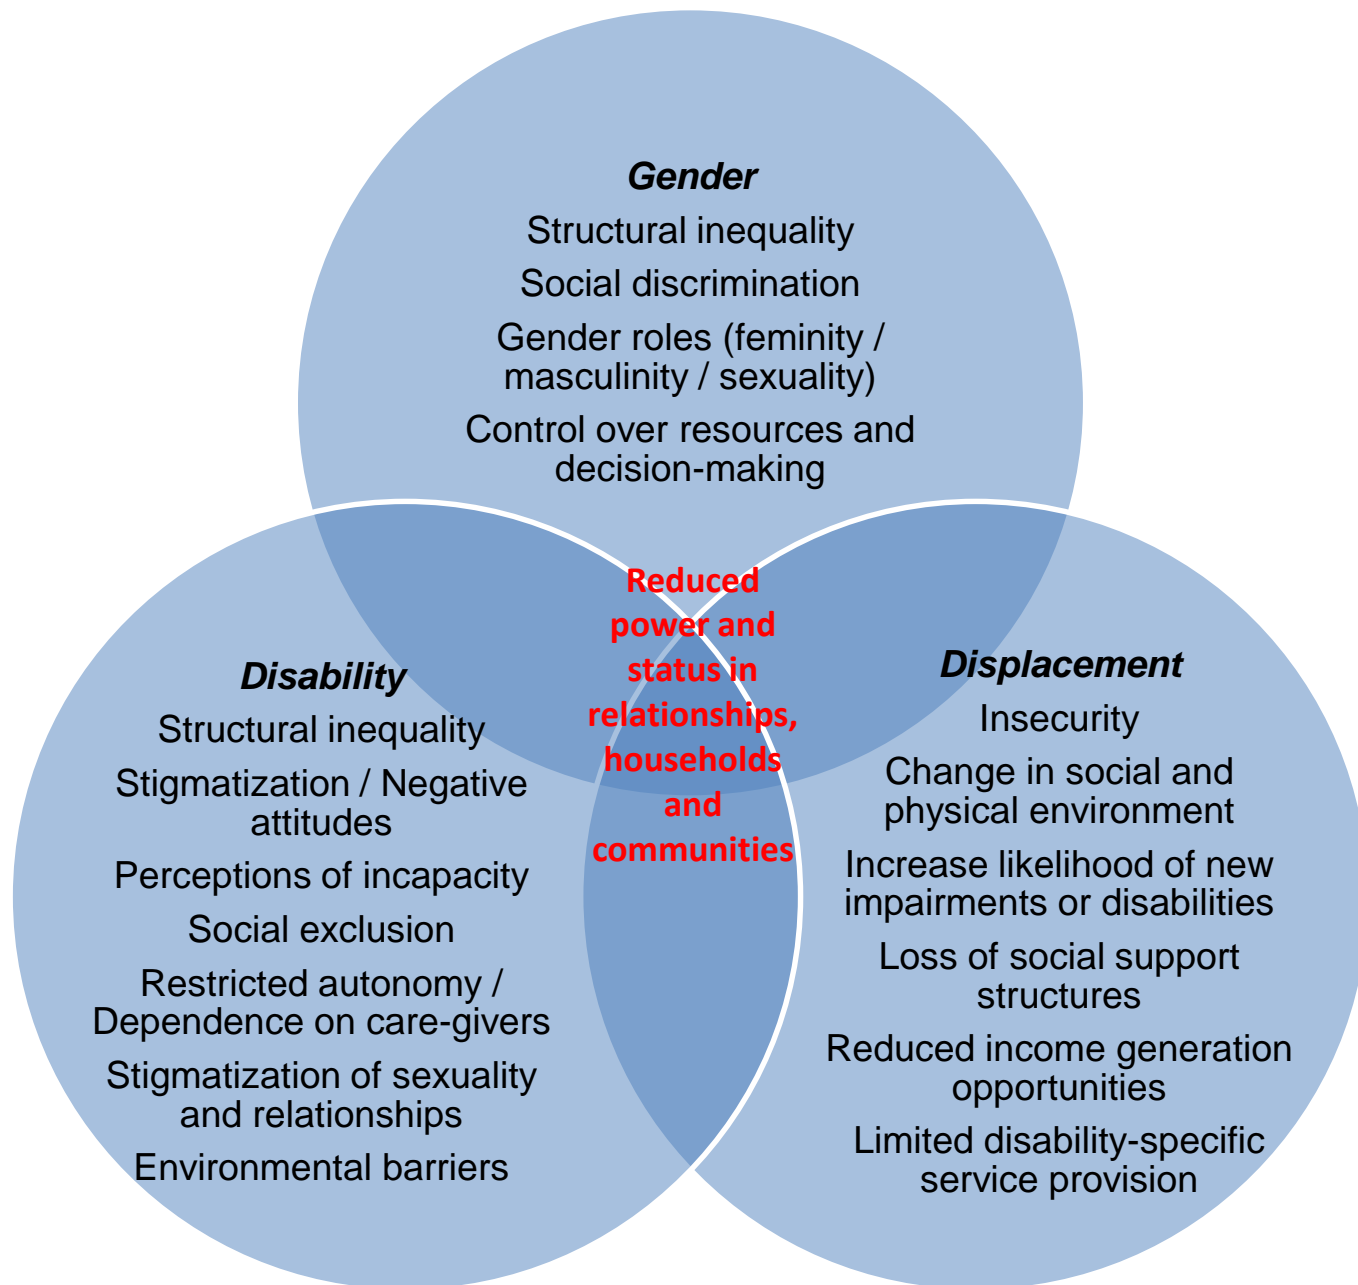 Gender
Structural inequality
Social discrimination
Gender roles (feminity /
masculinity / sexuality)
Control over resources and
decision-making
Reduced
power and
status in
relationships,
households
and
communities
Disability
Structural inequality
Stigmatization / Negative
attitudes
Perceptions of incapacity
Social exclusion
Restricted autonomy /
Dependence on care-givers
Stigmatization of sexuality
and relationships
Environmental barriers
Displacement
Insecurity
Change in social and
physical environment
Increase likelihood of new
impairments or disabilities
Loss of social support
structures
Reduced income generation
opportunities
Limited disability-specific
service provision